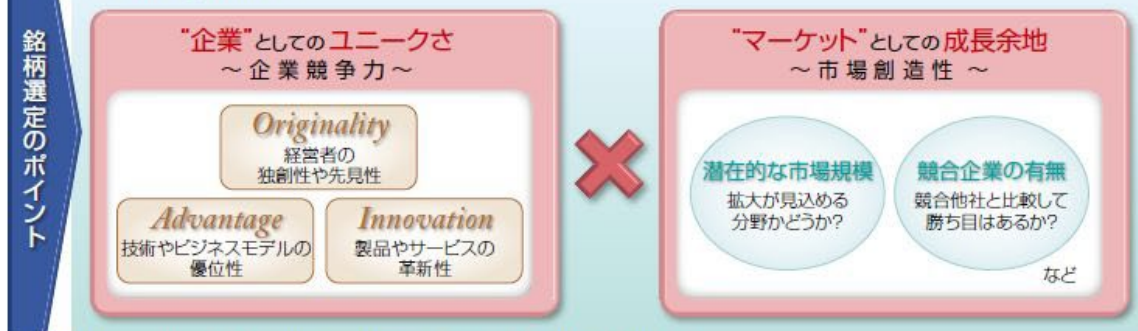 銘柄選定のポイント
"企業"としてのユニークさ
～企業競争力～
Originality
経営者の
独創性や先見性
Advantage
技術やビジネスモデルの
優位性
Innovation
製品やサービスの
革新性
"マーケット"としての成長余地
～市場創造性～
潜在的な市場規模
拡大が見込める
分野かどうか?
競合企業の有無
競合他社と比較して
勝ち目はあるか?
など